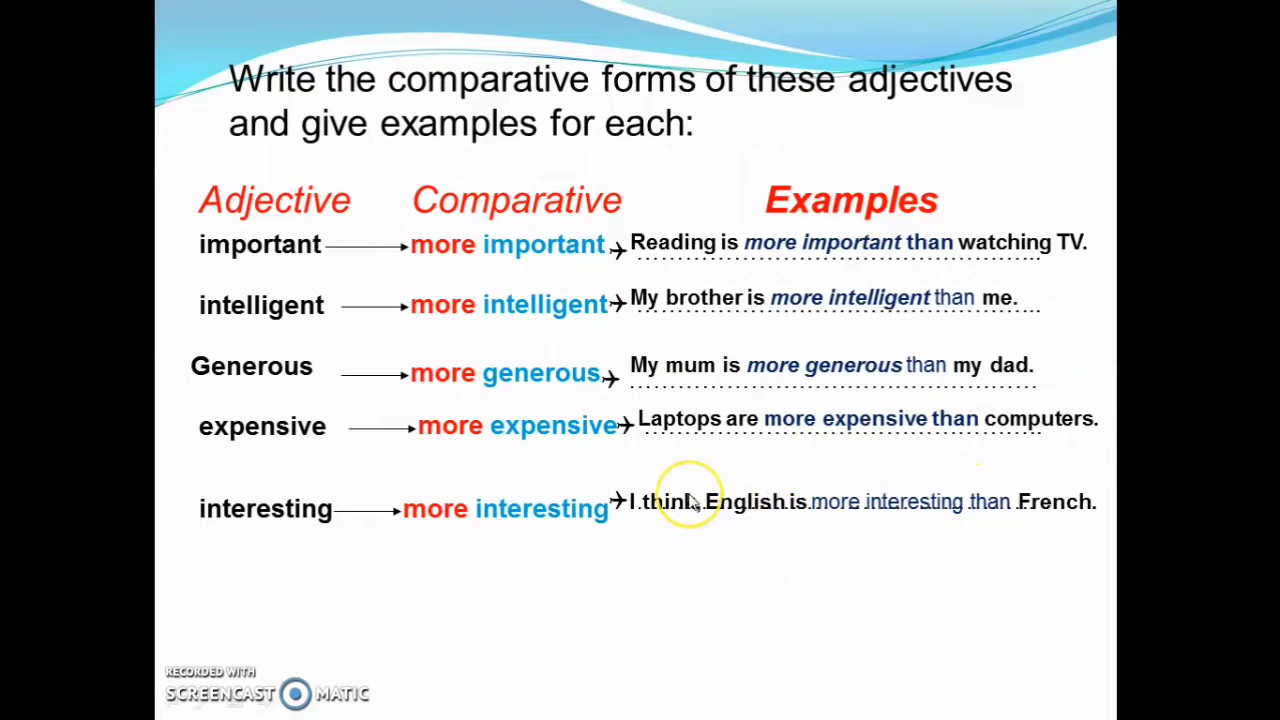 Write the comparative forms of these adjectives
and give examples for each:
Adjective Comparative Examples
important more important Reading is more important than watching TV.
intelligent more intelligent My brother is more intelligent than me.
Generous more generous My mum is more generous than my dad.
expensive more expensive Laptops are more expensive than computers.
interesting more interesting I think English is more interesting than French.
RECORDED WITH
SCREENCAST MATIC